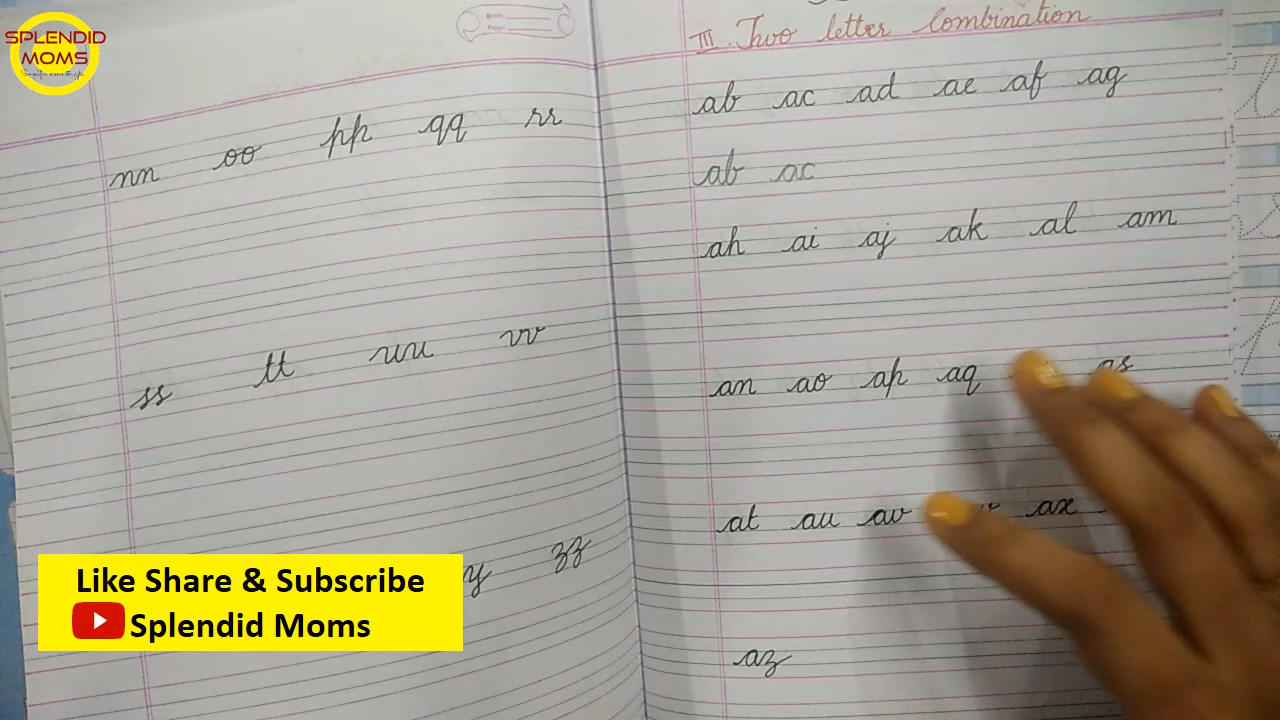 SPLENDID
MOMS
nn oo pp qq rr
ss tt uu vv
zz
III. Two letter Combination
ab ac ad ae af ag
ab ac
ah ai aj ak al am
an ao ap aq as
at au av ax
az
Like Share & Subscribe
Splendid Moms